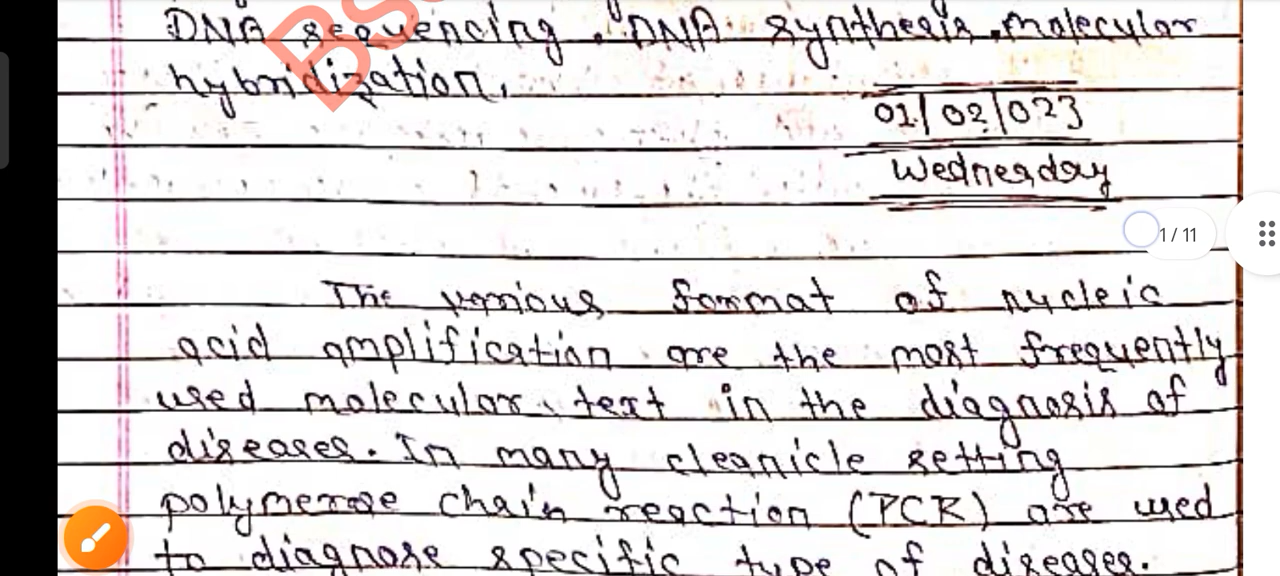 DNA sequencing, DNA synthesis, molecular
hybridization,
01/02/023
Wednesday
1 / 11
The various format of nucleic
acid amplification are the most frequently
used molecular text in the diagnosis of
diseases. In many cleanicle setting
polymerase chain reaction (PCR) are used
to diagnose specific type of diseases.